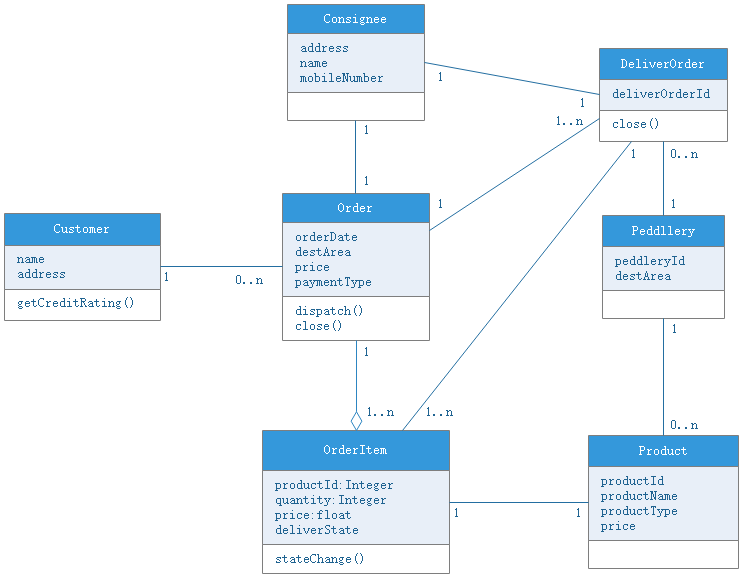 Consignee
address
name
mobileNumber
1
1
1
1
DeliverOrder
deliverOrderId
close()
1..n
1
1
0..n
1
Customer
name
address
getCreditRating()
1
0..n
Order
orderDate
destArea
price
paymentType
dispatch()
close()
1
1..n
1..n
Peddllery
peddleryId
destArea
1
0..n
OrderItem
productId:Integer
quantity:Integer
price:float
deliverState
stateChange()
1
1
Product
productId
productName
productType
price